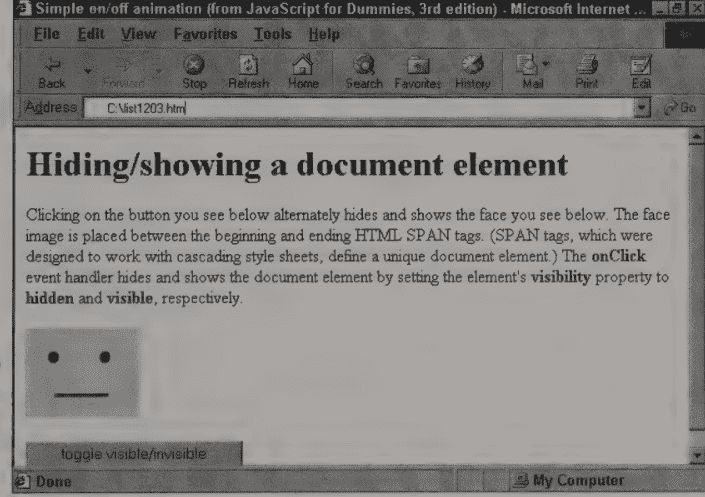 Simple on/off animation (from JavaScript for Dummies, 3rd edition) - Microsoft Internet ...
File Edit View Favorites Tools Help
Back Forward Stop Refresh Home Search Favorites History Mail Print Edit
Address C:\list1203.htm Go
Hiding/showing a document element
Clicking on the button you see below alternately hides and shows the face you see below. The face
image is placed between the beginning and ending HTML SPAN tags. (SPAN tags, which were
designed to work with cascading style sheets, define a unique document element.) The onClick
event handler hides and shows the document element by setting the element's visibility property to
hidden and visible, respectively.
toggle visible/invisible
Done My Computer